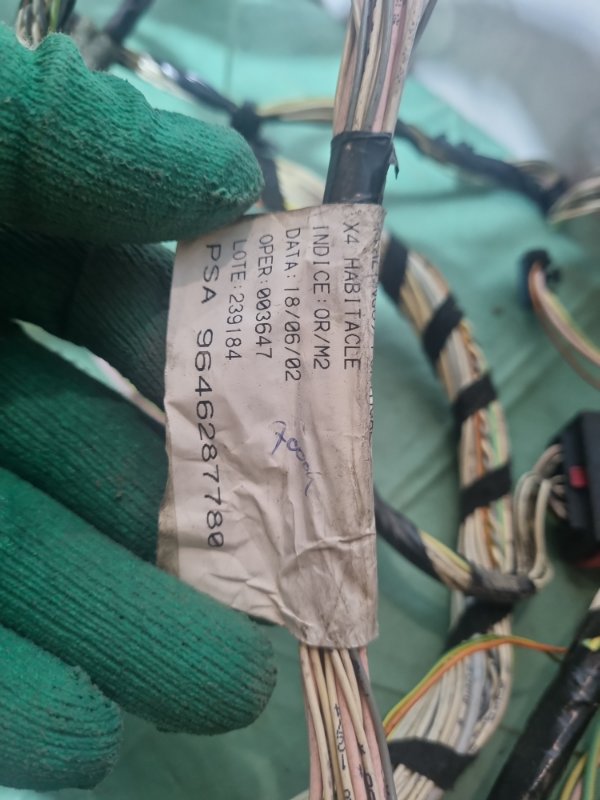 X4 HABITACLE
INDICE:OR/M2
DATA:18/06/02
OPER:003647
LOTE:239184
PSA 9646287780